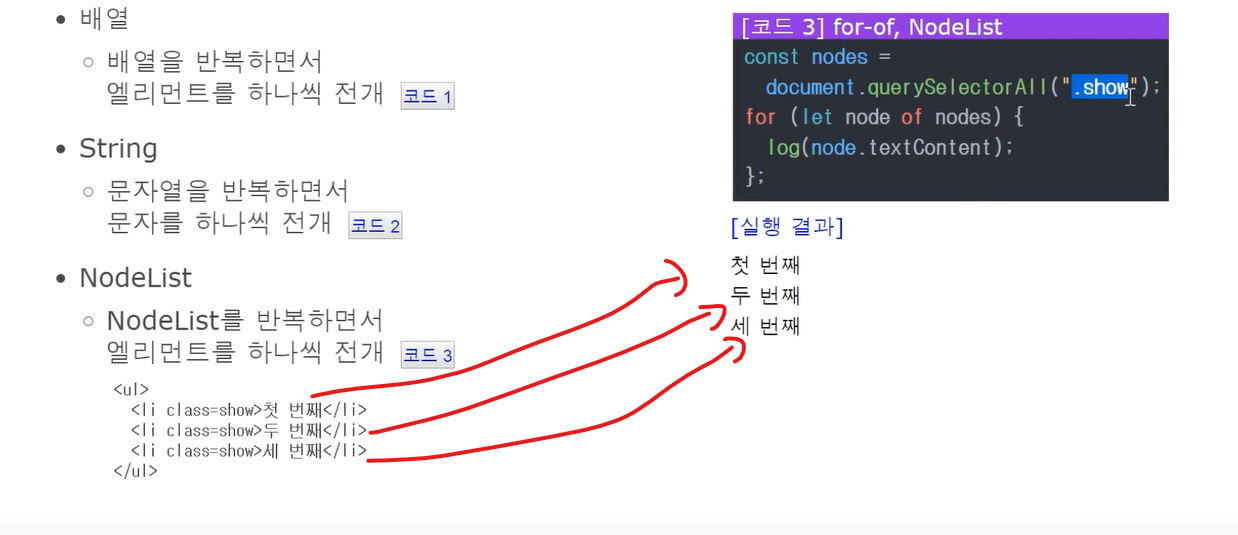 • 배열
◦ 배열을 반복하면서
엘리먼트를 하나씩 전개 코드 1
• String
◦ 문자열을 반복하면서
문자를 하나씩 전개 코드 2
• NodeList
◦ NodeList를 반복하면서
엘리먼트를 하나씩 전개 코드 3
<ul>
<li class=show>첫 번째</li>
<li class=show>두 번째</li>
<li class=show>세 번째</li>
</ul>
[코드 3] for-of, NodeList
const nodes =
document.querySelectorAll(".show");
for (let node of nodes) {
log(node.textContent);
};
[실행 결과]
첫 번째
두 번째
세 번째